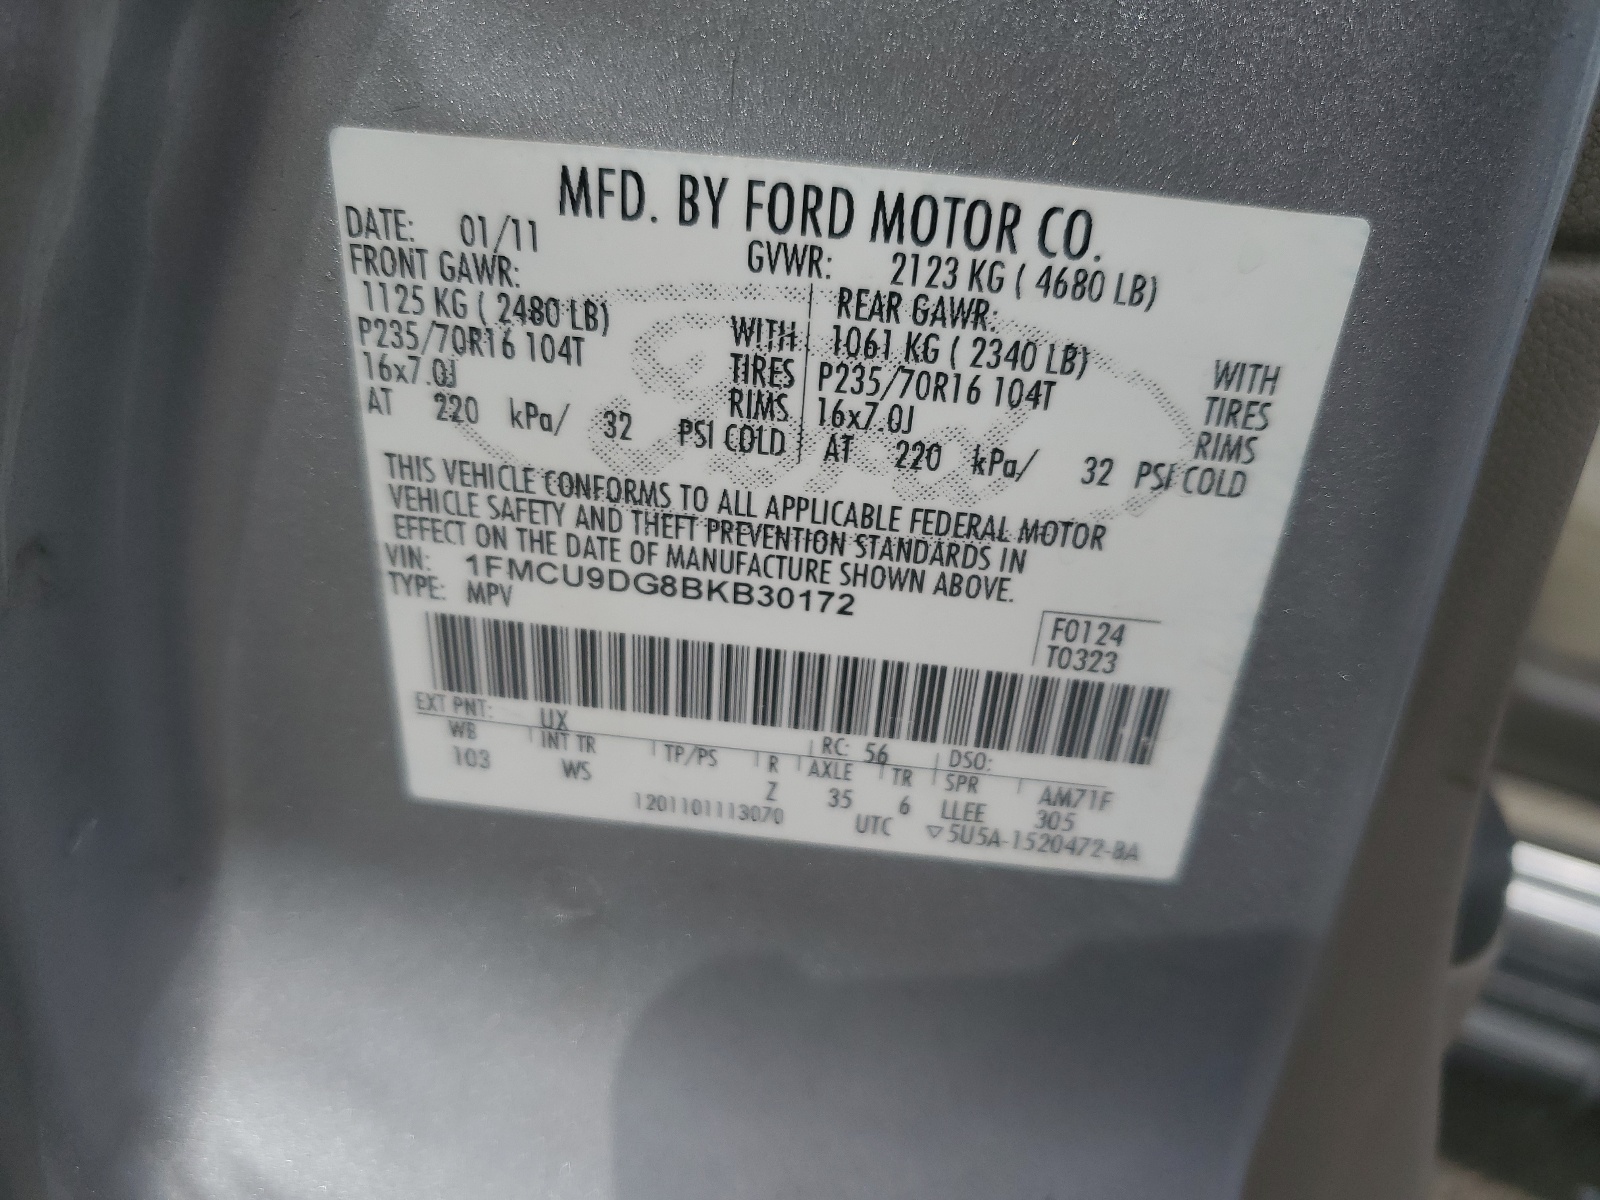 MFD. BY FORD MOTOR CO.
DATE: 01/11 GVWR: 2123 KG ( 4680 LB)
FRONT GAWR: REAR GAWR:
1125 KG ( 2480 LB) WITH 1061 KG ( 2340 LB) WITH
P235/70R16 104T TIRES P235/70R16 104T TIRES
16x7.0J RIMS 16x7.0J RIMS
AT 220 kPa/ 32 PSI COLD AT 220 kPa/ 32 PSI COLD
THIS VEHICLE CONFORMS TO ALL APPLICABLE FEDERAL MOTOR
VEHICLE SAFETY AND THEFT PREVENTION STANDARDS IN
EFFECT ON THE DATE OF MANUFACTURE SHOWN ABOVE.
VIN: 1FMCU9DG8BKB30172
TYPE: MPV
F0124
T0323
EXT PNT: UX RC: 56 DSO:
WB INT TR TP/PS R AXLE TR SPR AM71F
103 WS Z 35 6 LLEE 305
1201101113070 UTC ▽5U5A-1520472-BA
Ford